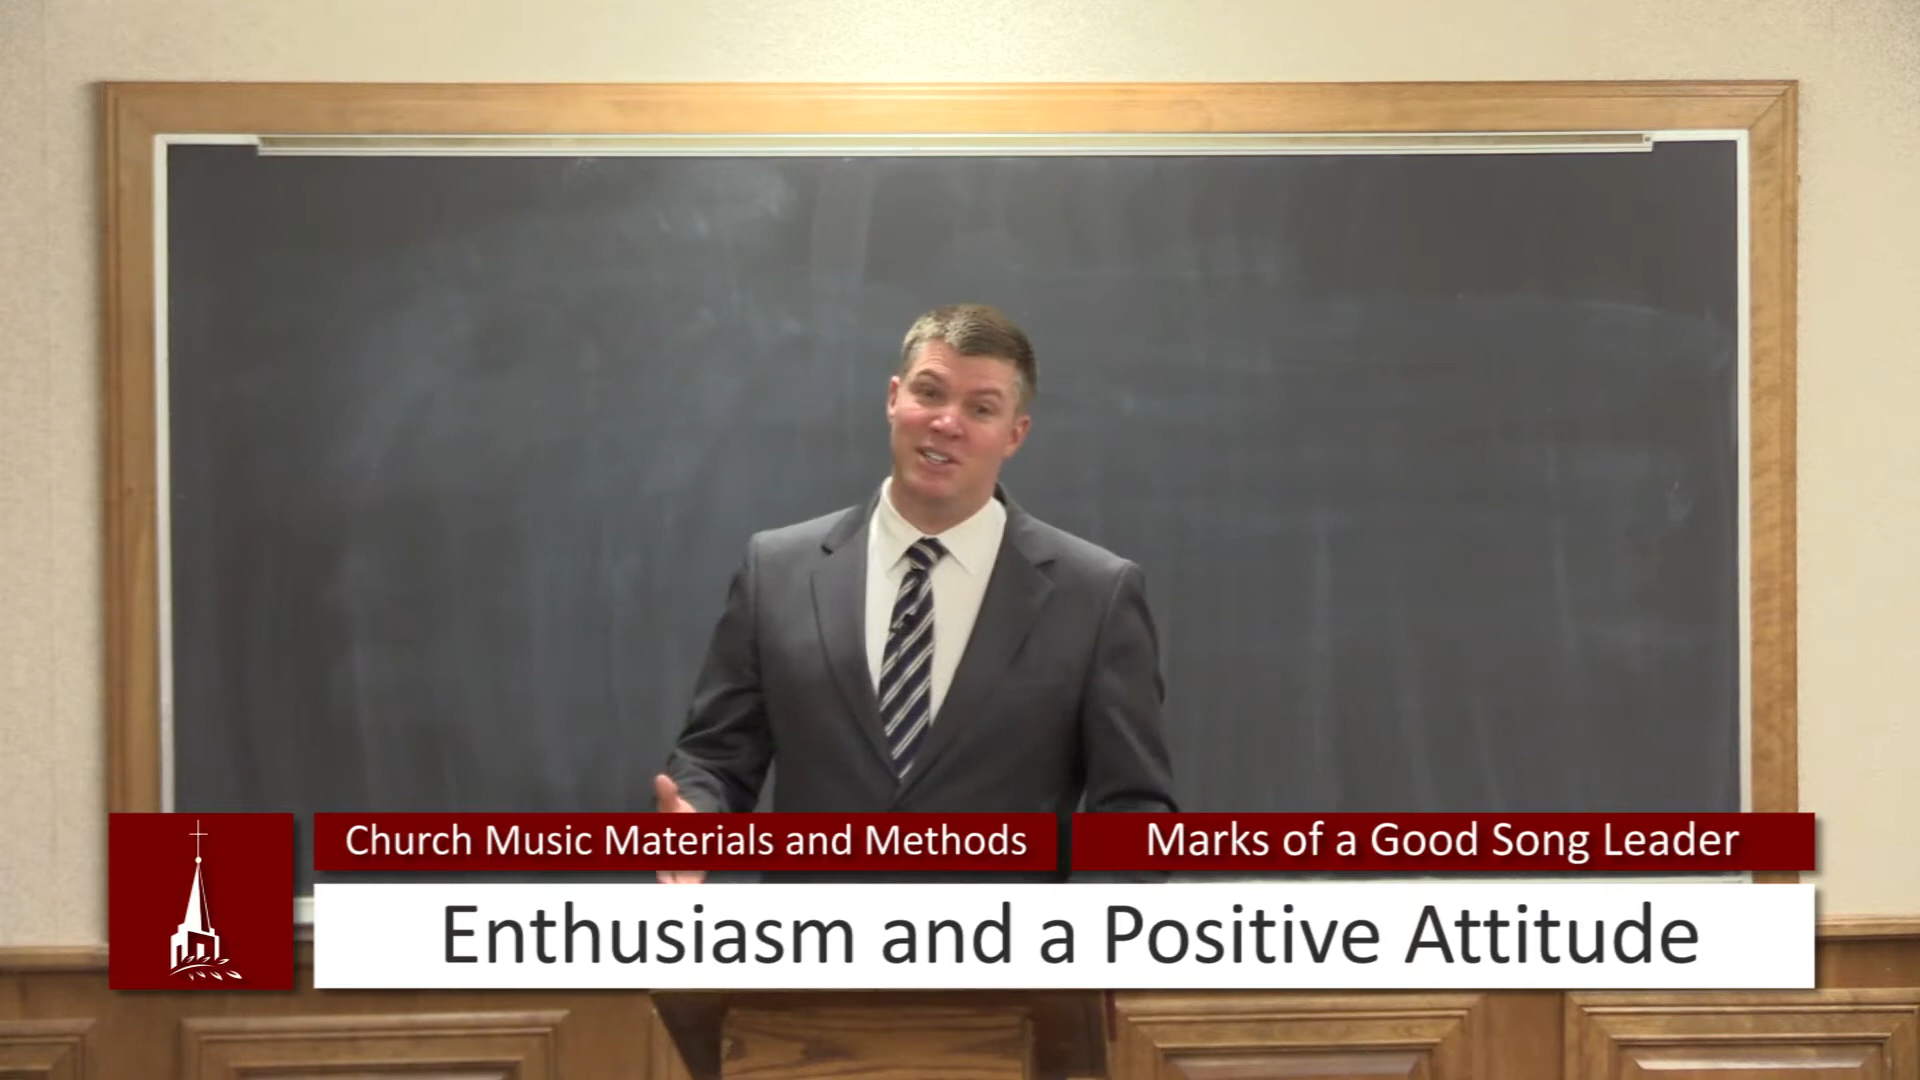 Church Music Materials and Methods
Marks of a Good Song Leader
Enthusiasm and a Positive Attitude